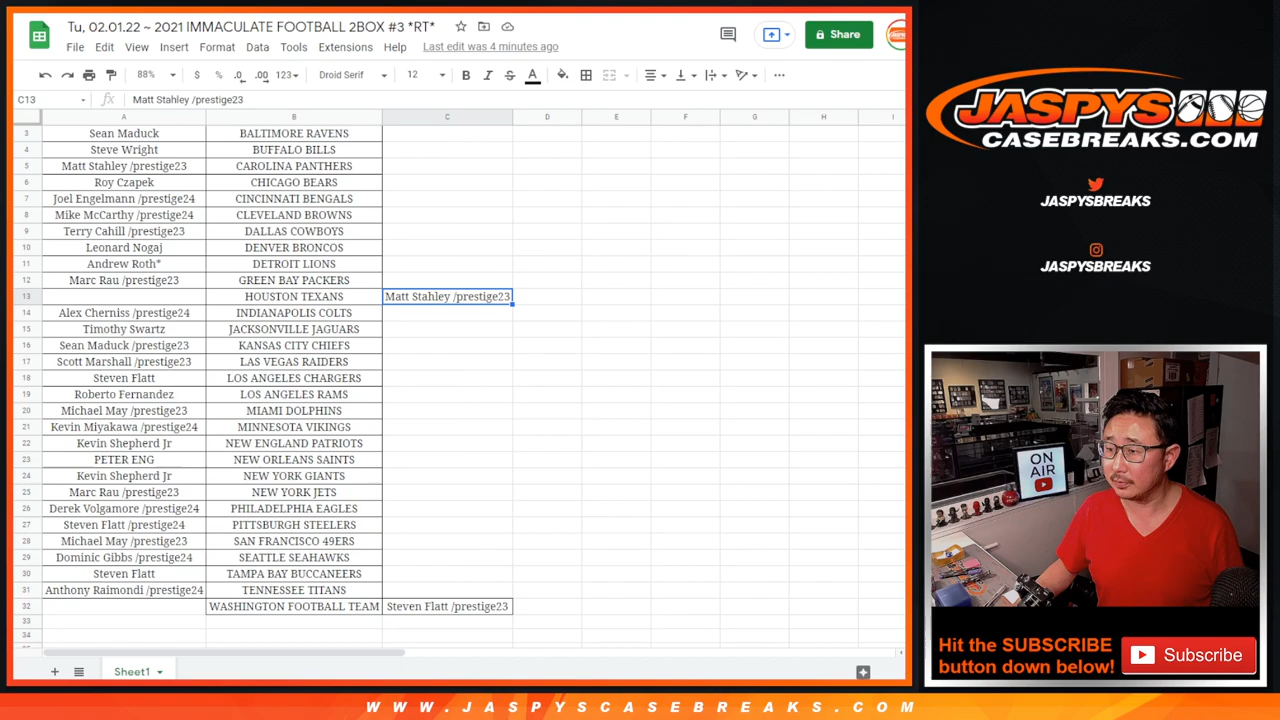 Tu, 02.01.22 ~ 2021 IMMACULATE FOOTBALL 2BOX #3 *RT*
File Edit View Insert Format Data Tools Extensions Help Last edit was 4 minutes ago
Share
88% $ % .0 .00 123 Droid Serif 12 B I S A
C13 fx Matt Stahley /prestige23
A B C D E F G H I
3 Sean Maduck BALTIMORE RAVENS
4 Steve Wright BUFFALO BILLS
5 Matt Stahley /prestige23 CAROLINA PANTHERS
6 Roy Czapek CHICAGO BEARS
7 Joel Engelmann /prestige24 CINCINNATI BENGALS
8 Mike McCarthy /prestige24 CLEVELAND BROWNS
9 Terry Cahill /prestige23 DALLAS COWBOYS
10 Leonard Nogaj DENVER BRONCOS
11 Andrew Roth* DETROIT LIONS
12 Marc Rau /prestige23 GREEN BAY PACKERS
13 HOUSTON TEXANS Matt Stahley /prestige23
14 Alex Cherniss /prestige24 INDIANAPOLIS COLTS
15 Timothy Swartz JACKSONVILLE JAGUARS
16 Sean Maduck /prestige23 KANSAS CITY CHIEFS
17 Scott Marshall /prestige23 LAS VEGAS RAIDERS
18 Steven Flatt LOS ANGELES CHARGERS
19 Roberto Fernandez LOS ANGELES RAMS
20 Michael May /prestige23 MIAMI DOLPHINS
21 Kevin Miyakawa /prestige24 MINNESOTA VIKINGS
22 Kevin Shepherd Jr NEW ENGLAND PATRIOTS
23 PETER ENG NEW ORLEANS SAINTS
24 Kevin Shepherd Jr NEW YORK GIANTS
25 Marc Rau /prestige23 NEW YORK JETS
26 Derek Volgamore /prestige24 PHILADELPHIA EAGLES
27 Steven Flatt /prestige24 PITTSBURGH STEELERS
28 Michael May /prestige23 SAN FRANCISCO 49ERS
29 Dominic Gibbs /prestige24 SEATTLE SEAHAWKS
30 Steven Flatt TAMPA BAY BUCCANEERS
31 Anthony Raimondi /prestige24 TENNESSEE TITANS
32 WASHINGTON FOOTBALL TEAM Steven Flatt /prestige23
33
34
Sheet1
JASPYS
CASEBREAKS.COM
JASPYSBREAKS
JASPYSBREAKS
ON
AIR
Hit the SUBSCRIBE
button down below!
Subscribe
WWW.JASPYSCASEBREAKS.COM